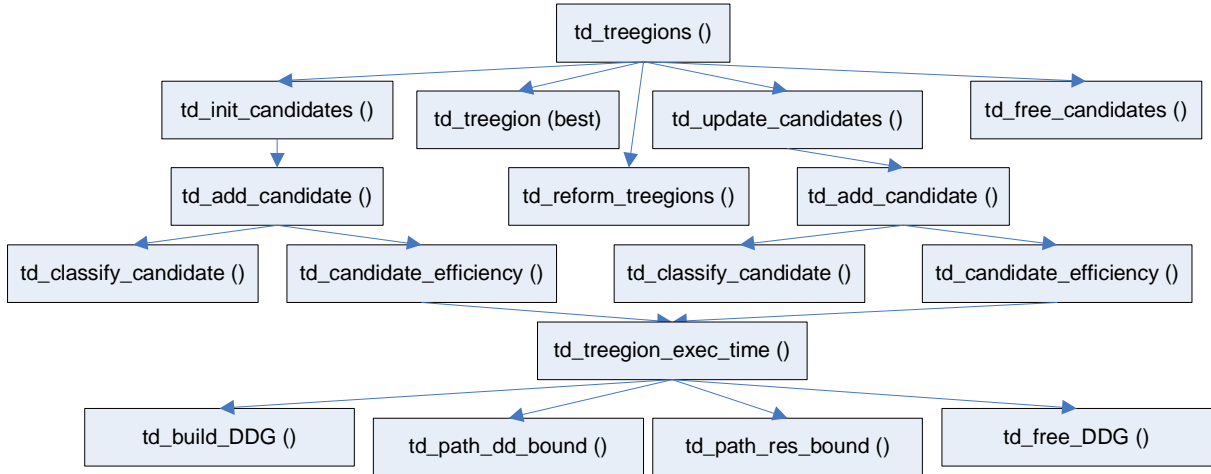 td_treegions ()
td_init_candidates ()
td_treegion (best)
td_update_candidates ()
td_free_candidates ()
td_add_candidate ()
td_reform_treegions ()
td_add_candidate ()
td_classify_candidate ()
td_candidate_efficiency ()
td_classify_candidate ()
td_candidate_efficiency ()
td_treegion_exec_time ()
td_build_DDG ()
td_path_dd_bound ()
td_path_res_bound ()
td_free_DDG ()